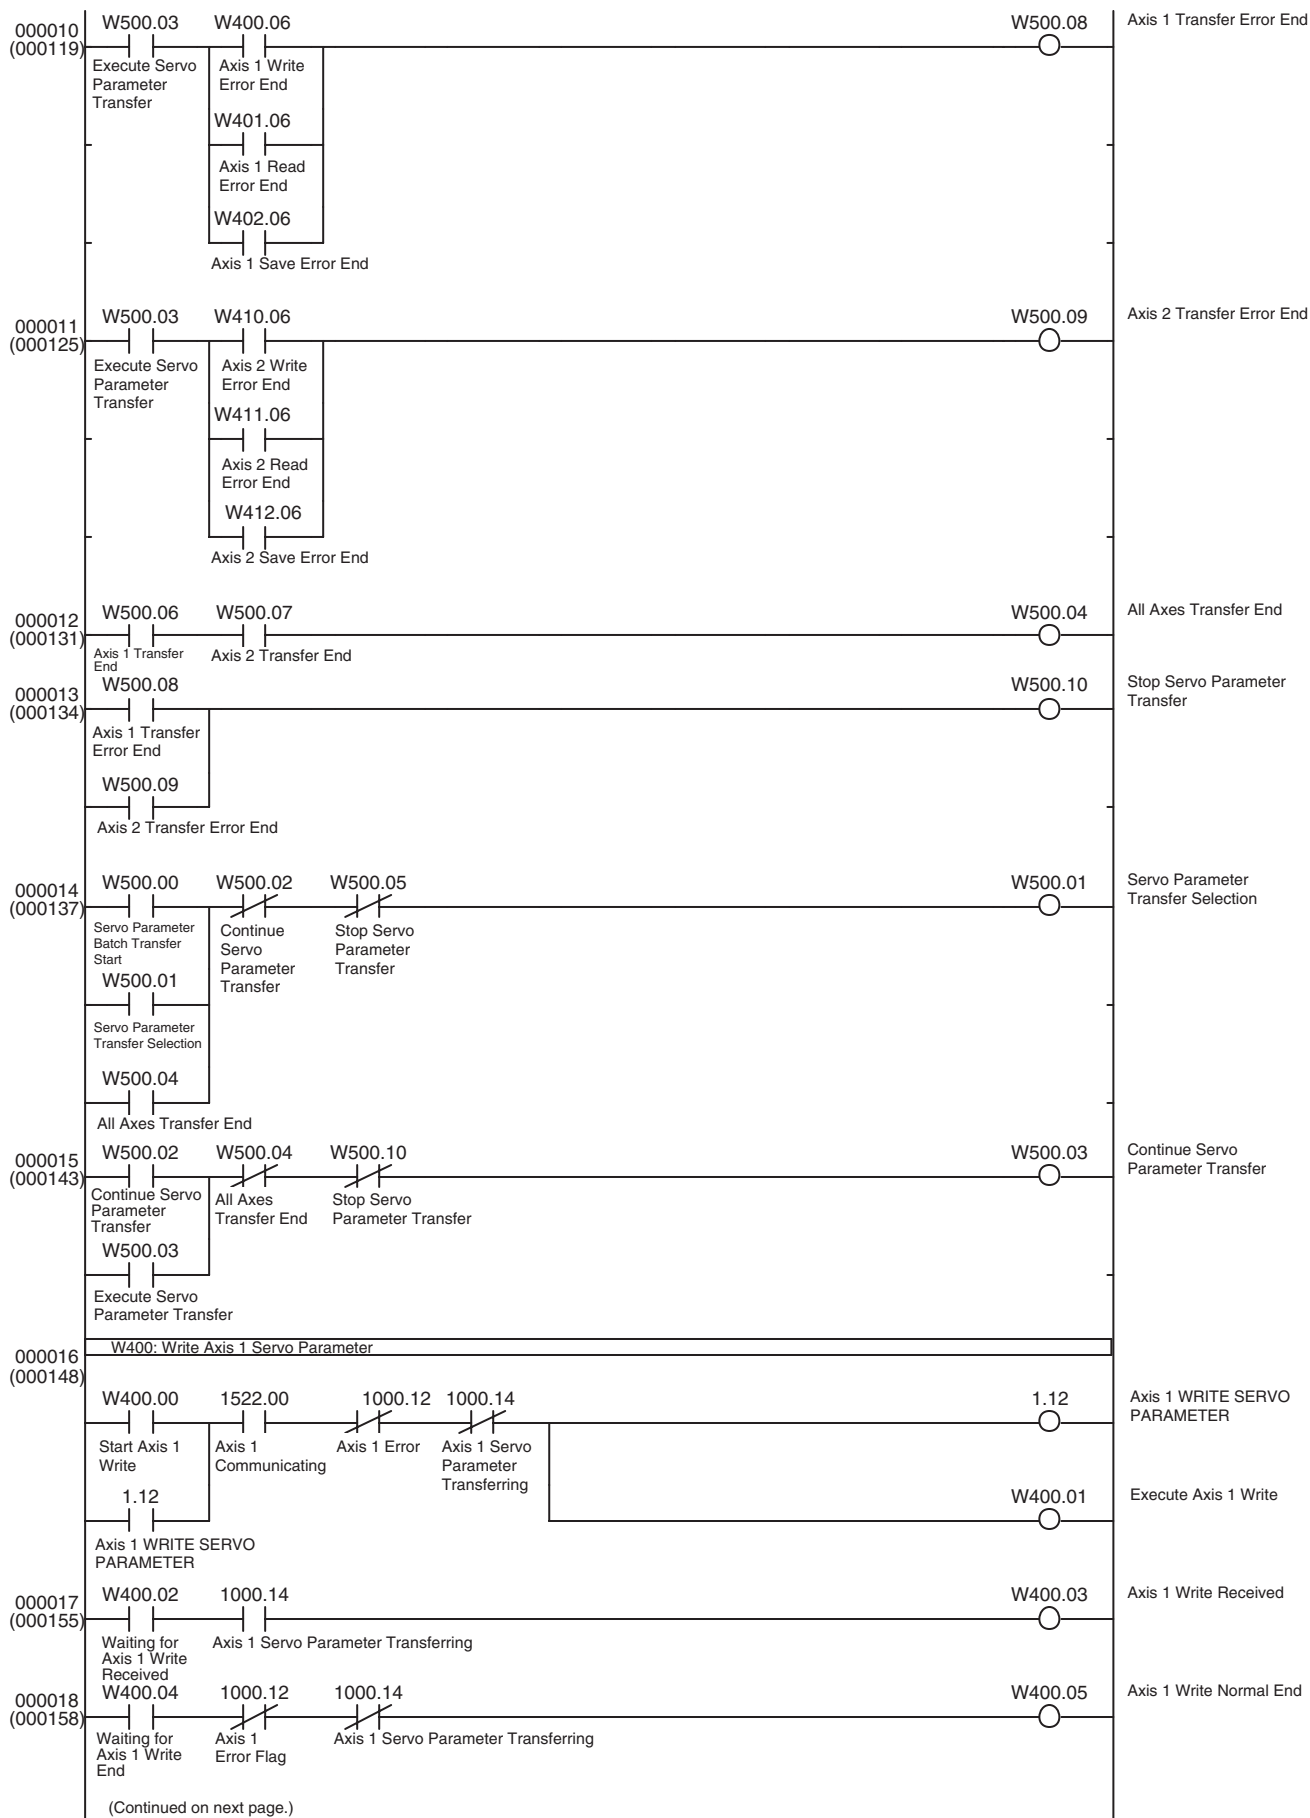 000010
(000119)
W500.03 W400.06 W500.08 Axis 1 Transfer Error End
Execute Servo
Parameter
Transfer
Axis 1 Write
Error End
W401.06
Axis 1 Read
Error End
W402.06
Axis 1 Save Error End
000011
(000125)
W500.03 W410.06 W500.09 Axis 2 Transfer Error End
Execute Servo
Parameter
Transfer
Axis 2 Write
Error End
W411.06
Axis 2 Read
Error End
W412.06
Axis 2 Save Error End
000012
(000131)
W500.06 W500.07 W500.04 All Axes Transfer End
Axis 1 Transfer
End
Axis 2 Transfer End
000013
(000134)
W500.08 W500.10 Stop Servo Parameter
Transfer
Axis 1 Transfer
Error End
W500.09
Axis 2 Transfer Error End
000014
(000137)
W500.00 W500.02 W500.05 W500.01 Servo Parameter
Transfer Selection
Servo Parameter
Batch Transfer
Start
Continue
Servo
Parameter
Transfer
Stop Servo
Parameter
Transfer
W500.01
Servo Parameter
Transfer Selection
W500.04
All Axes Transfer End
000015
(000143)
W500.02 W500.04 W500.10 W500.03 Continue Servo
Parameter Transfer
Continue Servo
Parameter
Transfer
All Axes
Transfer End
Stop Servo
Parameter Transfer
W500.03
Execute Servo
Parameter Transfer
000016
(000148)
W400: Write Axis 1 Servo Parameter
W400.00 1522.00 1000.12 1000.14 1.12 Axis 1 WRITE SERVO
PARAMETER
Start Axis 1
Write
Axis 1
Communicating
Axis 1 Error
Axis 1 Servo
Parameter
Transferring
1.12 W400.01 Execute Axis 1 Write
Axis 1 WRITE SERVO
PARAMETER
000017
(000155)
W400.02 1000.14 W400.03 Axis 1 Write Received
Waiting for
Axis 1 Write
Received
Axis 1 Servo Parameter Transferring
000018
(000158)
W400.04 1000.12 1000.14 W400.05 Axis 1 Write Normal End
Waiting for
Axis 1 Write
End
Axis 1
Error Flag
Axis 1 Servo Parameter Transferring
(Continued on next page.)